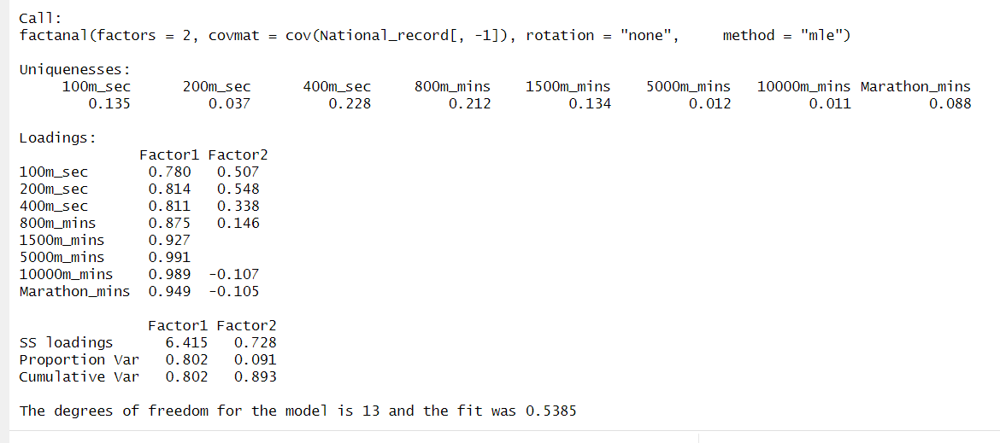 Call:
factanal(factors = 2, covmat = cov(National_record[, -1]), rotation = "none",     method = "mle")
Uniquenesses:
100m_sec 200m_sec 400m_sec 800m_mins 1500m_mins 5000m_mins 10000m_mins Marathon_mins
0.135 0.037 0.228 0.212 0.134 0.012 0.011 0.088
Loadings:
Factor1 Factor2
100m_sec 0.780 0.507
200m_sec 0.814 0.548
400m_sec 0.811 0.338
800m_mins 0.875 0.146
1500m_mins 0.927
5000m_mins 0.991
10000m_mins 0.989 -0.107
Marathon_mins 0.949 -0.105
Factor1 Factor2
SS loadings 6.415 0.728
Proportion Var 0.802 0.091
Cumulative Var 0.802 0.893
The degrees of freedom for the model is 13 and the fit was 0.5385